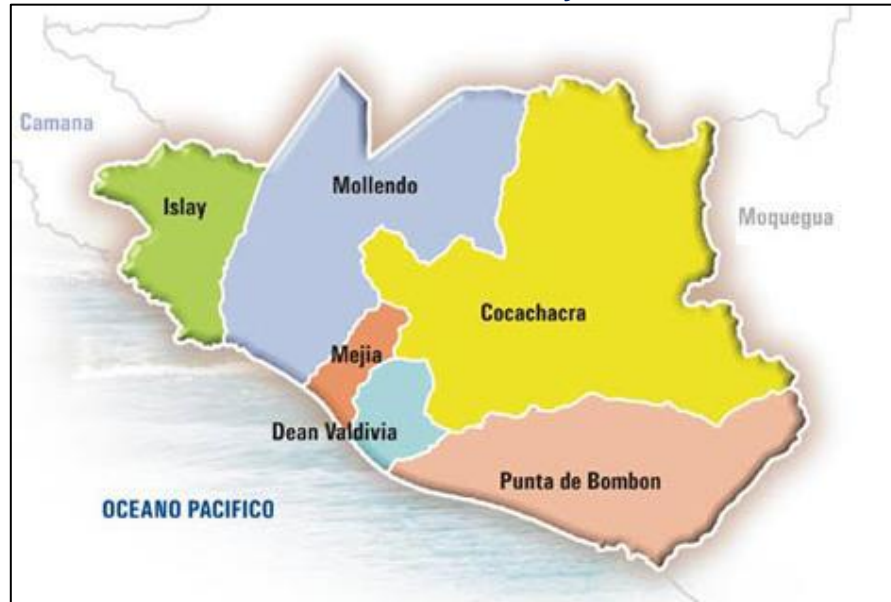 Camana
Islay
Mollendo
Moquegua
Cocachacra
Mejia
Dean Valdivia
Punta de Bombon
OCEANO PACIFICO